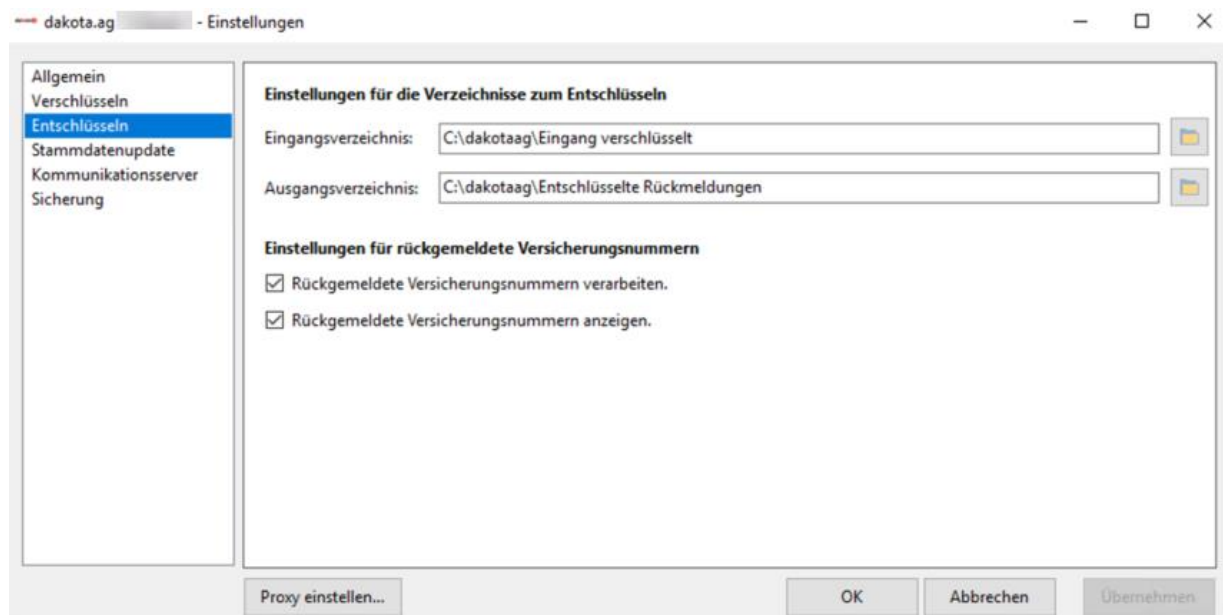 dakota.ag - Einstellungen
Allgemein
Verschlüsseln
Entschlüsseln
Stammdatenupdate
Kommunikationsserver
Sicherung
Einstellungen für die Verzeichnisse zum Entschlüsseln
Eingangsverzeichnis: C:\dakotaag\Eingang verschlüsselt
Ausgangsverzeichnis: C:\dakotaag\Entschlüsselte Rückmeldungen
Einstellungen für rückgemeldete Versicherungsnummern
Rückgemeldete Versicherungsnummern verarbeiten.
Rückgemeldete Versicherungsnummern anzeigen.
Proxy einstellen... OK Abbrechen Übernehmen